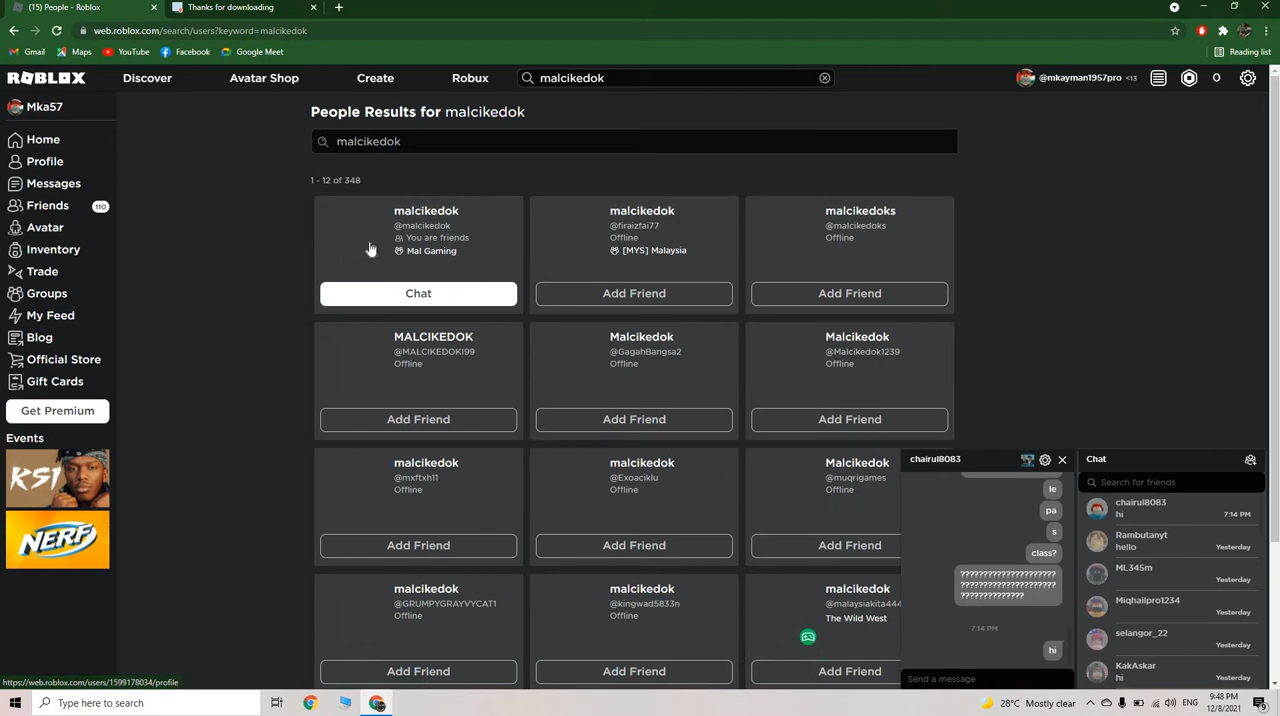 (15) People - Roblox
Thanks for downloading
web.roblox.com/search/users?keyword=malcikedok
Gmail
Maps
YouTube
Facebook
Google Meet
Reading list
ROBLOX
Discover
Avatar Shop
Create
Robux
malcikedok
@mkayman1957pro
<13
0
Mka57
Home
Profile
Messages
Friends
110
Avatar
Inventory
Trade
Groups
My Feed
Blog
Official Store
Gift Cards
Get Premium
Events
KSI
NERF
People Results for malcikedok
malcikedok
1 - 12 of 348
malcikedok
@malcikedok
You are friends
Mal Gaming
Chat
malcikedok
@firaizfai77
Offline
[MYS] Malaysia
Add Friend
malcikedoks
@malcikedoks
Offline
Add Friend
MALCIKEDOK
@MALCIKEDOKI99
Offline
Add Friend
Malcikedok
@GagahBangsa2
Offline
Add Friend
Malcikedok
@Malcikedok1239
Offline
Add Friend
malcikedok
@mxftxh11
Offline
Add Friend
malcikedok
@Exoaciklu
Offline
Add Friend
Malcikedok
@muqrigames
Offline
Add Friend
malcikedok
@GRUMPYGRAYVYCAT1
Offline
Add Friend
malcikedok
@kingwad5833n
Offline
Add Friend
malcikedok
@malaysiakita444
The Wild West
Add Friend
chairul8083
le
pa
s
class?
?????????????????????
?????????????????????
??????????????
7:14 PM
hi
Send a message
Chat
Search for friends
chairul8083
hi
7:14 PM
Rambutanyt
hello
Yesterday
ML345m
Yesterday
Miqhailpro1234
Yesterday
selangor_22
Yesterday
KakAskar
hi
Yesterday
https://web.roblox.com/users/1599178034/profile
Type here to search
28°C Mostly clear
ENG
9:48 PM
12/8/2021
9